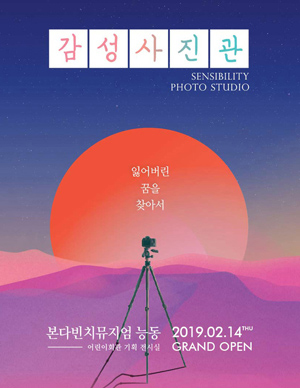 감성사진관
SENSIBILITY
PHOTO STUDIO
잃어버린
꿈을
찾아서
본다빈치뮤지엄 능동
어린이회관 기획 전시실
2019.02.14THU
GRAND OPEN